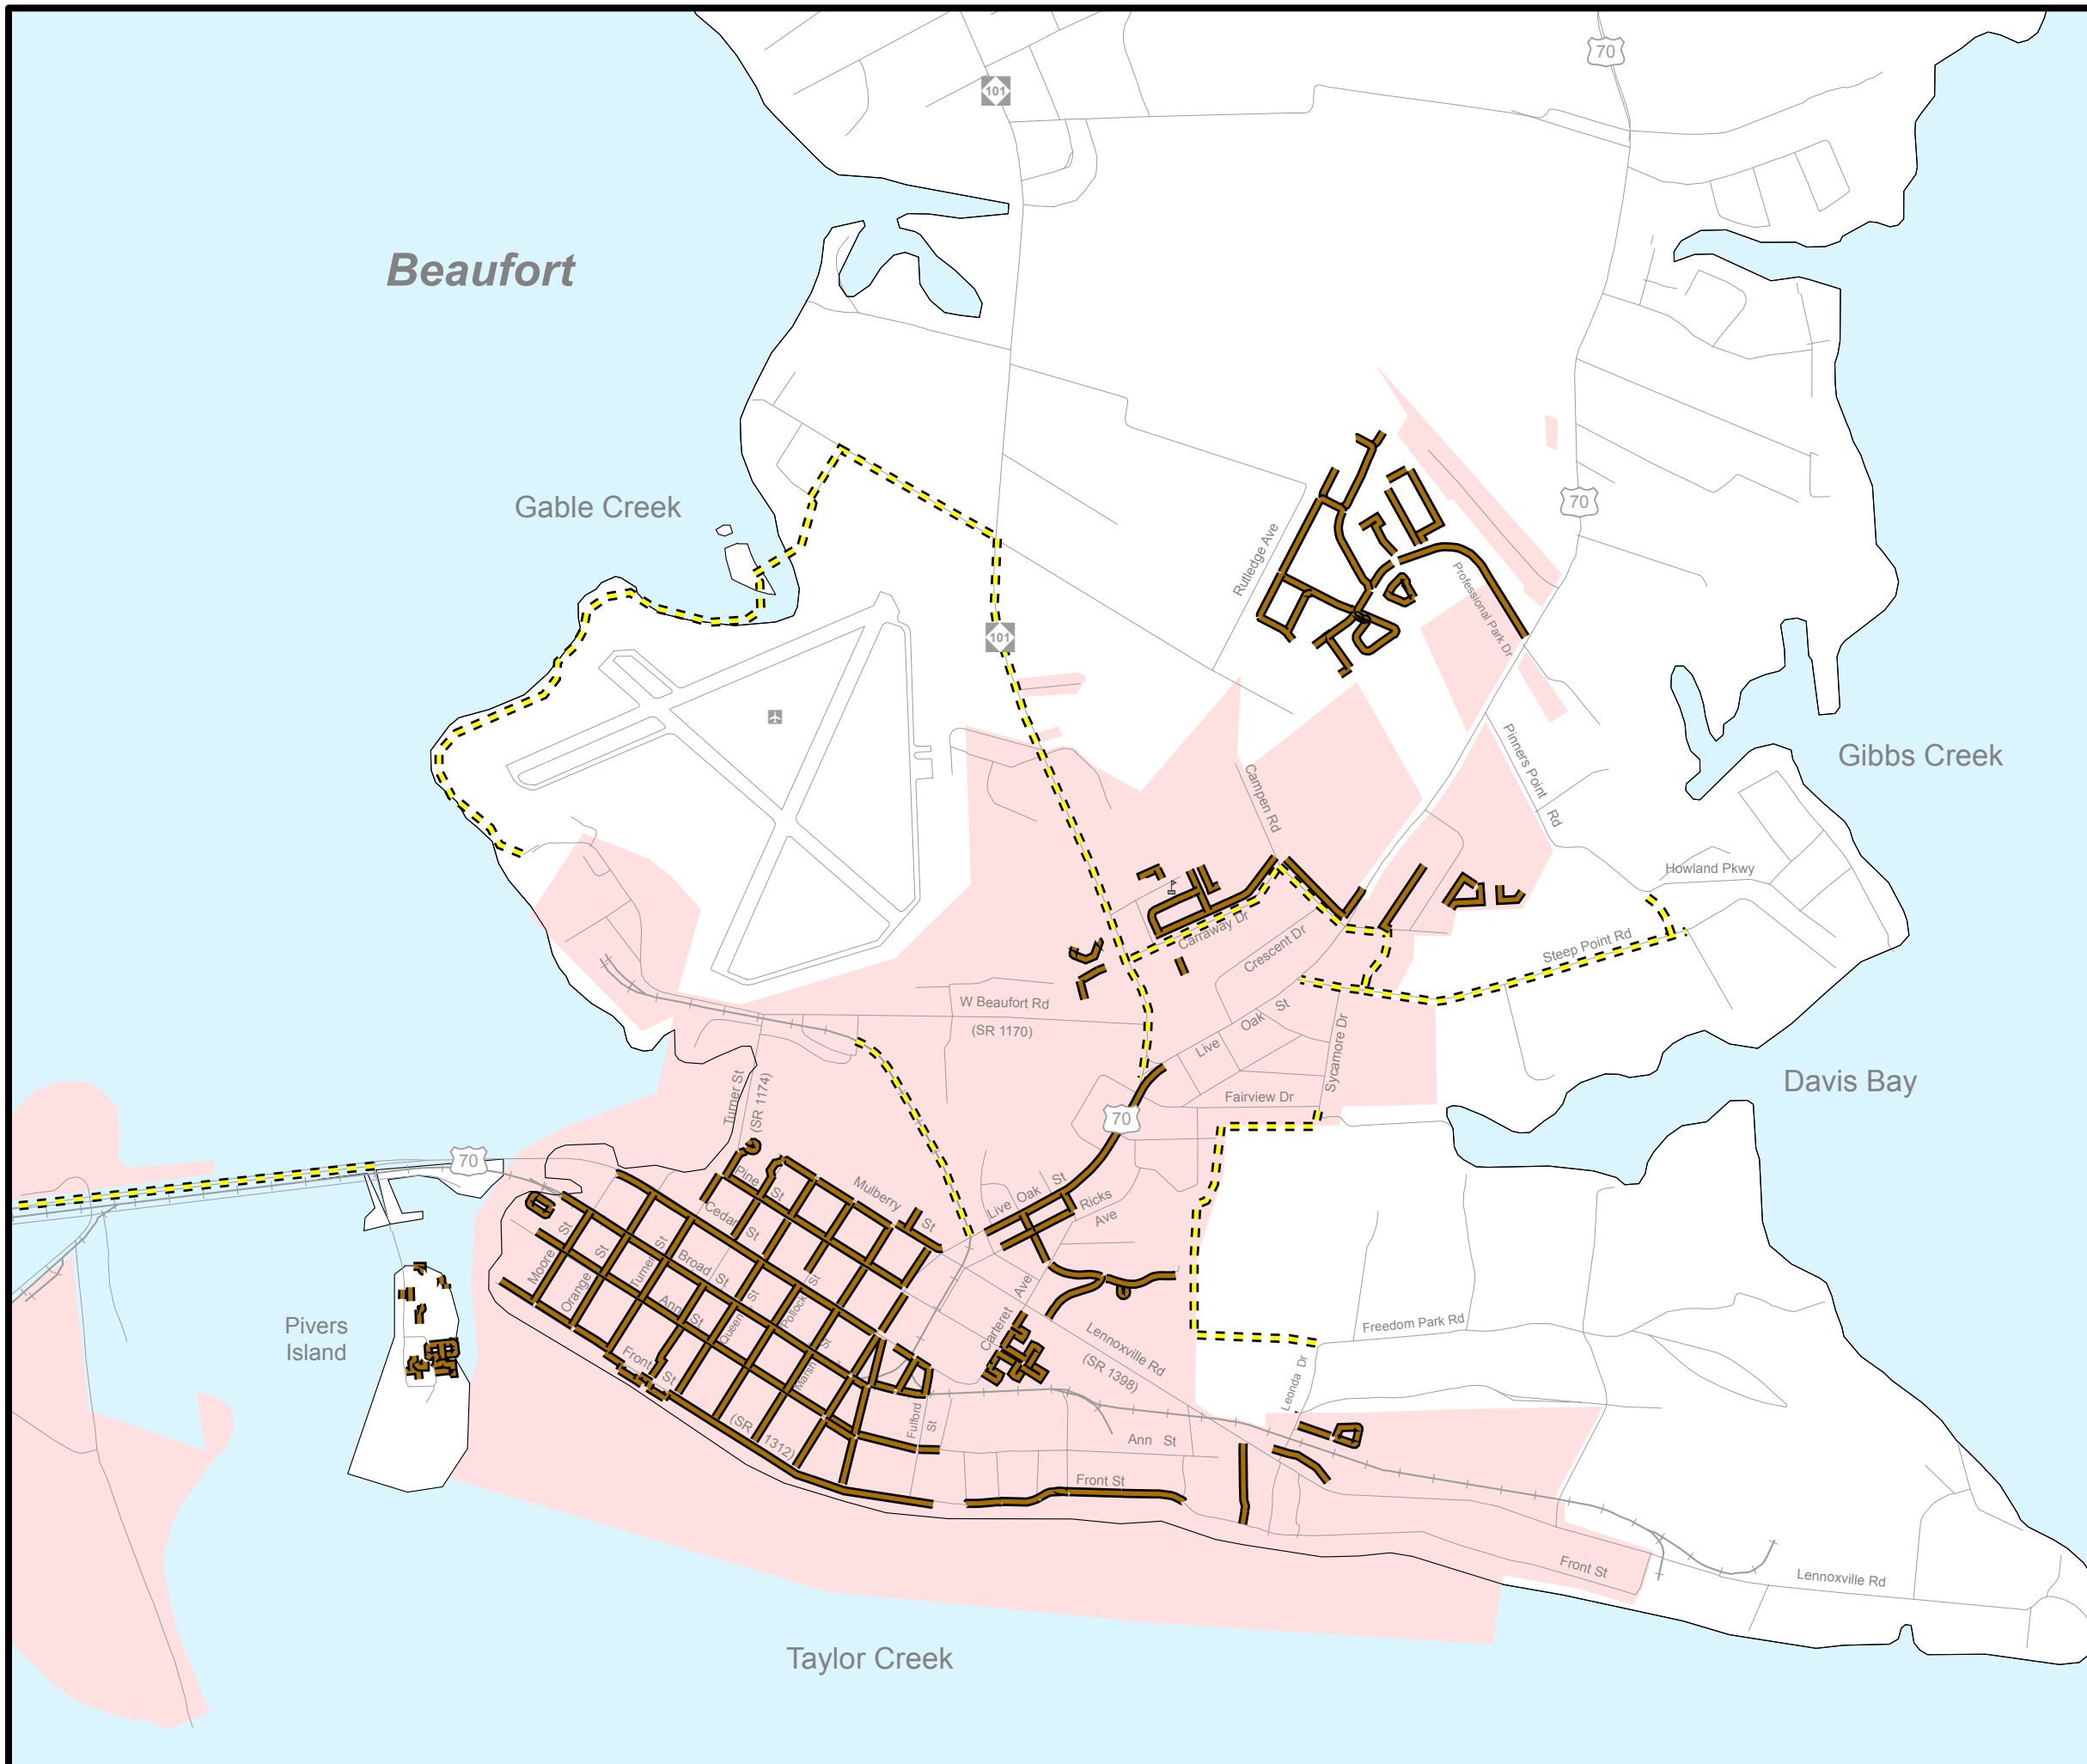 70
101
Beaufort
Gable Creek
70
Rutledge Ave
Professional Park Dr
101
Pinners Point Rd
Gibbs Creek
Campen Rd
Howland Pkwy
Carraway Dr
Crescent Dr
Steep Point Rd
W Beaufort Rd
(SR 1170)
Live Oak St
Sycamore Dr
Davis Bay
Turner St
(SR 1174)
Fairview Dr
70
70
Pine St
Mulberry St
Live Oak St
Ricks Ave
Cedar St
Moore St
Orange St
Turner St
Broad St
Ann St
Queen St
Pollock St
Marsh St
Carteret Ave
Lennoxville Rd
(SR 1398)
Freedom Park Rd
Leonda Dr
Pivers
Island
Front St
(SR 1312)
Fulford St
Ann St
Front St
Front St
Lennoxville Rd
Taylor Creek